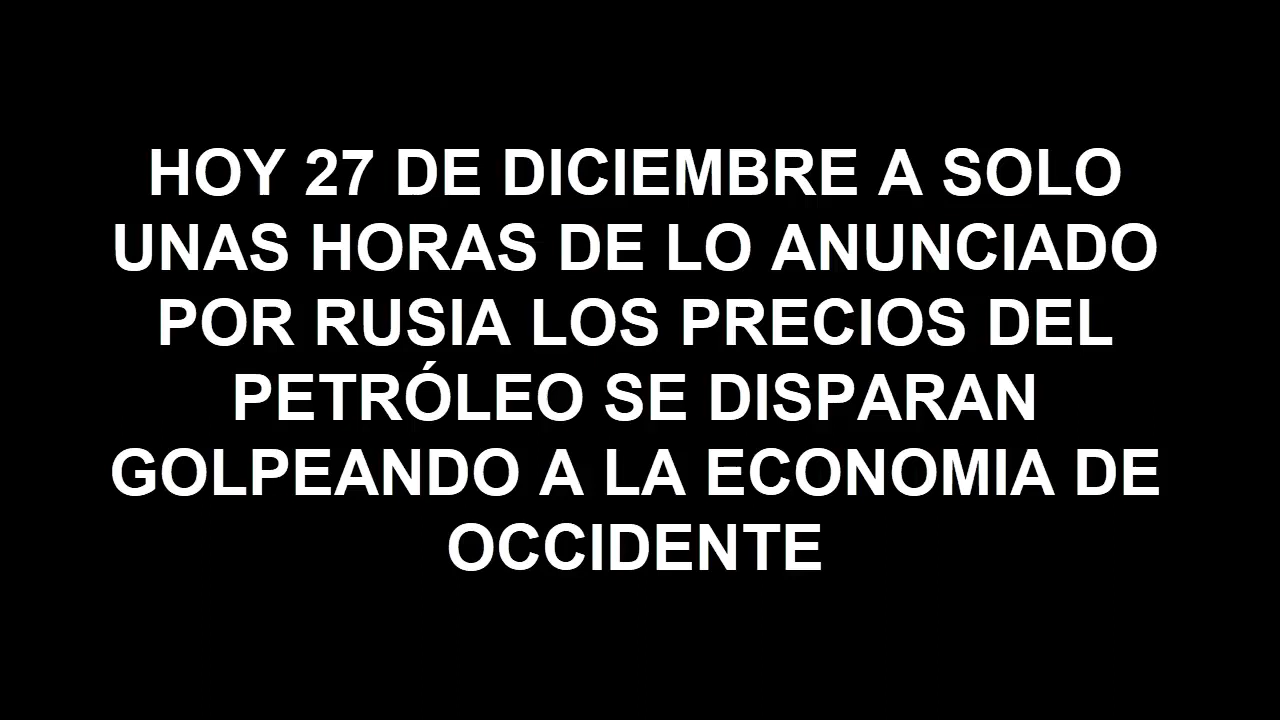 HOY 27 DE DICIEMBRE A SOLO
UNAS HORAS DE LO ANUNCIADO
POR RUSIA LOS PRECIOS DEL
PETRÓLEO SE DISPARAN
GOLPEANDO A LA ECONOMIA DE
OCCIDENTE